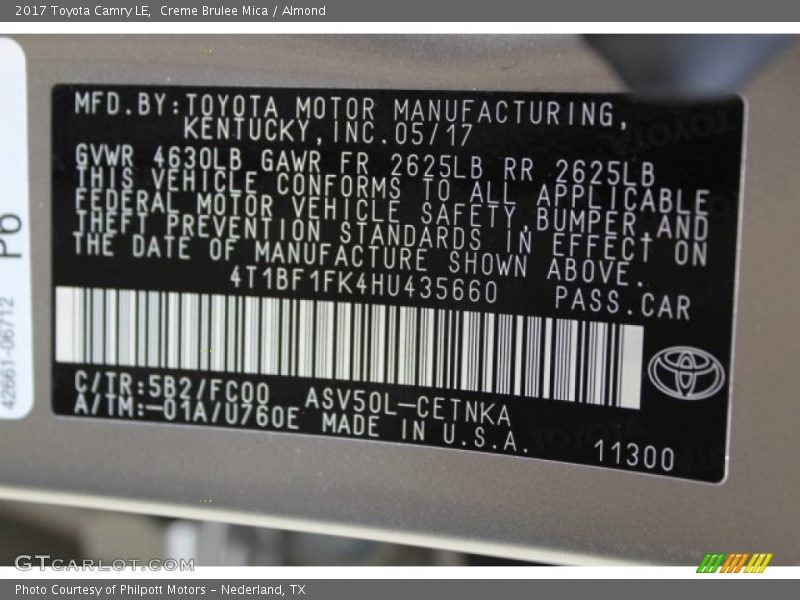 2017 Toyota Camry LE, Creme Brulee Mica / Almond
MFD.BY:TOYOTA MOTOR MANUFACTURING,
KENTUCKY,INC.05/17
GVWR 4630LB GAWR FR 2625LB RR 2625LB
THIS VEHICLE CONFORMS TO ALL APPLICABLE
FEDERAL MOTOR VEHICLE SAFETY,BUMPER,AND
THEFT PREVENTION STANDARDS IN EFFECT ON
THE DATE OF MANUFACTURE SHOWN ABOVE.
4T1BF1FK4HU435660 PASS.CAR
C/TR:5B2/FC00 ASV50L-CETNKA
A/TM:-01A/U760E MADE IN U.S.A.
11300
P6
42661-06712
GTCARLOT.COM
Photo Courtesy of Philpott Motors - Nederland, TX